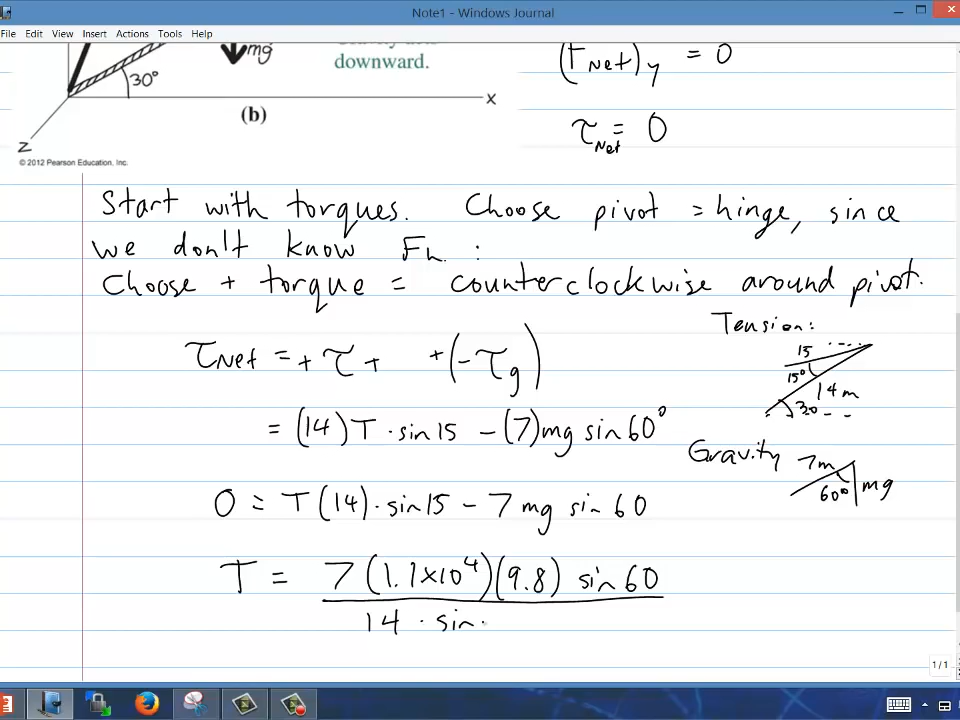 Note1 - Windows Journal
File Edit View Insert Actions Tools Help
mg
downward.
30°
x
(b)
z
© 2012 Pearson Education, Inc.
(FNet)y = 0
τNet = 0
Start with torques. Choose pivot = hinge, since
we don't know Fh :
Choose + torque = counterclockwise around pivot.
τNet = + τT + (-τg)
= (14)T · sin15 - (7)mg sin60°
0 = T(14) · sin15 - 7 mg sin 60
T = 7(1.1×10⁴)(9.8) sin 60
14 · sin
Tension:
15
15°
14m
30
Gravity
7m
60°
mg
1/1